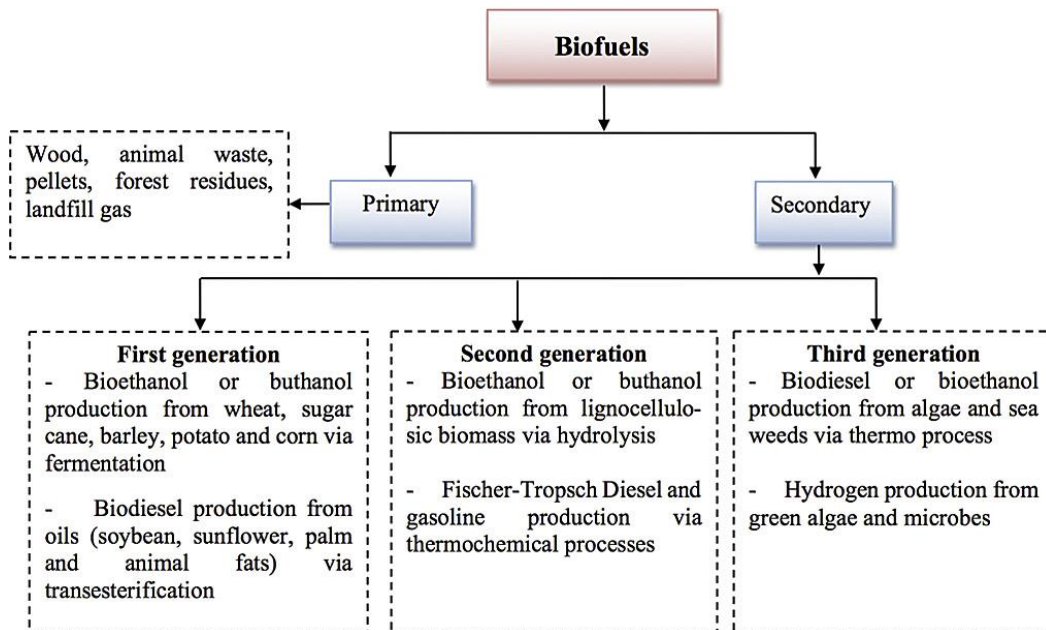 Biofuels
Wood, animal waste,
pellets, forest residues,
landfill gas
Primary
Secondary
First generation
- Bioethanol or buthanol
production from wheat, sugar
cane, barley, potato and corn via
fermentation
- Biodiesel production from
oils (soybean, sunflower, palm
and animal fats) via
transesterification
Second generation
- Bioethanol or buthanol
production from lignocellulo-
sic biomass via hydrolysis
- Fischer-Tropsch Diesel and
gasoline production via
thermochemical processes
Third generation
- Biodiesel or bioethanol
production from algae and sea
weeds via thermo process
- Hydrogen production from
green algae and microbes